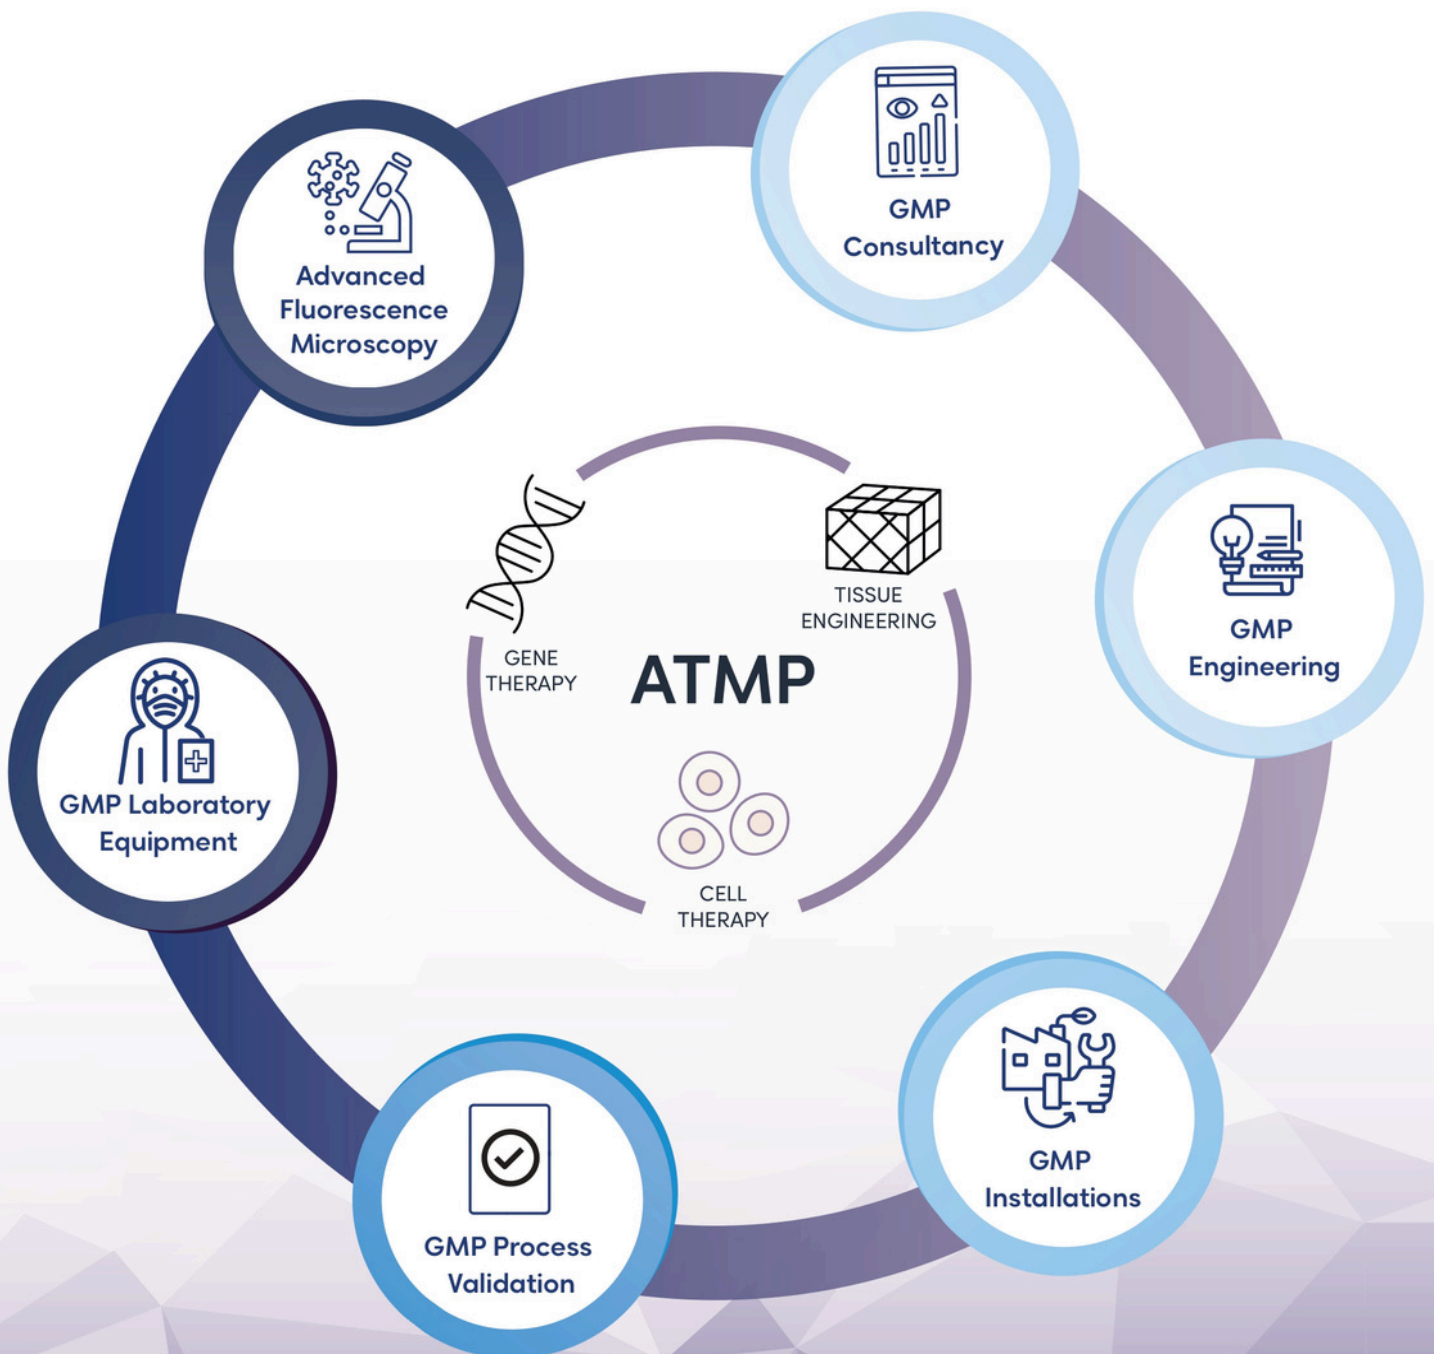 GMP
Consultancy
Advanced
Fluorescence
Microscopy
GMP
Engineering
TISSUE
ENGINEERING
GENE
THERAPY
ATMP
CELL
THERAPY
GMP Laboratory
Equipment
GMP
Installations
GMP Process
Validation